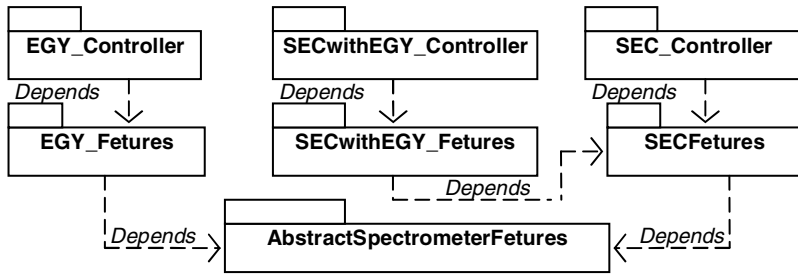 EGY_Controller
SECwithEGY_Controller
SEC_Controller
Depends
Depends
Depends
EGY_Fetures
SECwithEGY_Fetures
SECFetures
Depends
Depends
AbstractSpectrometerFetures
Depends